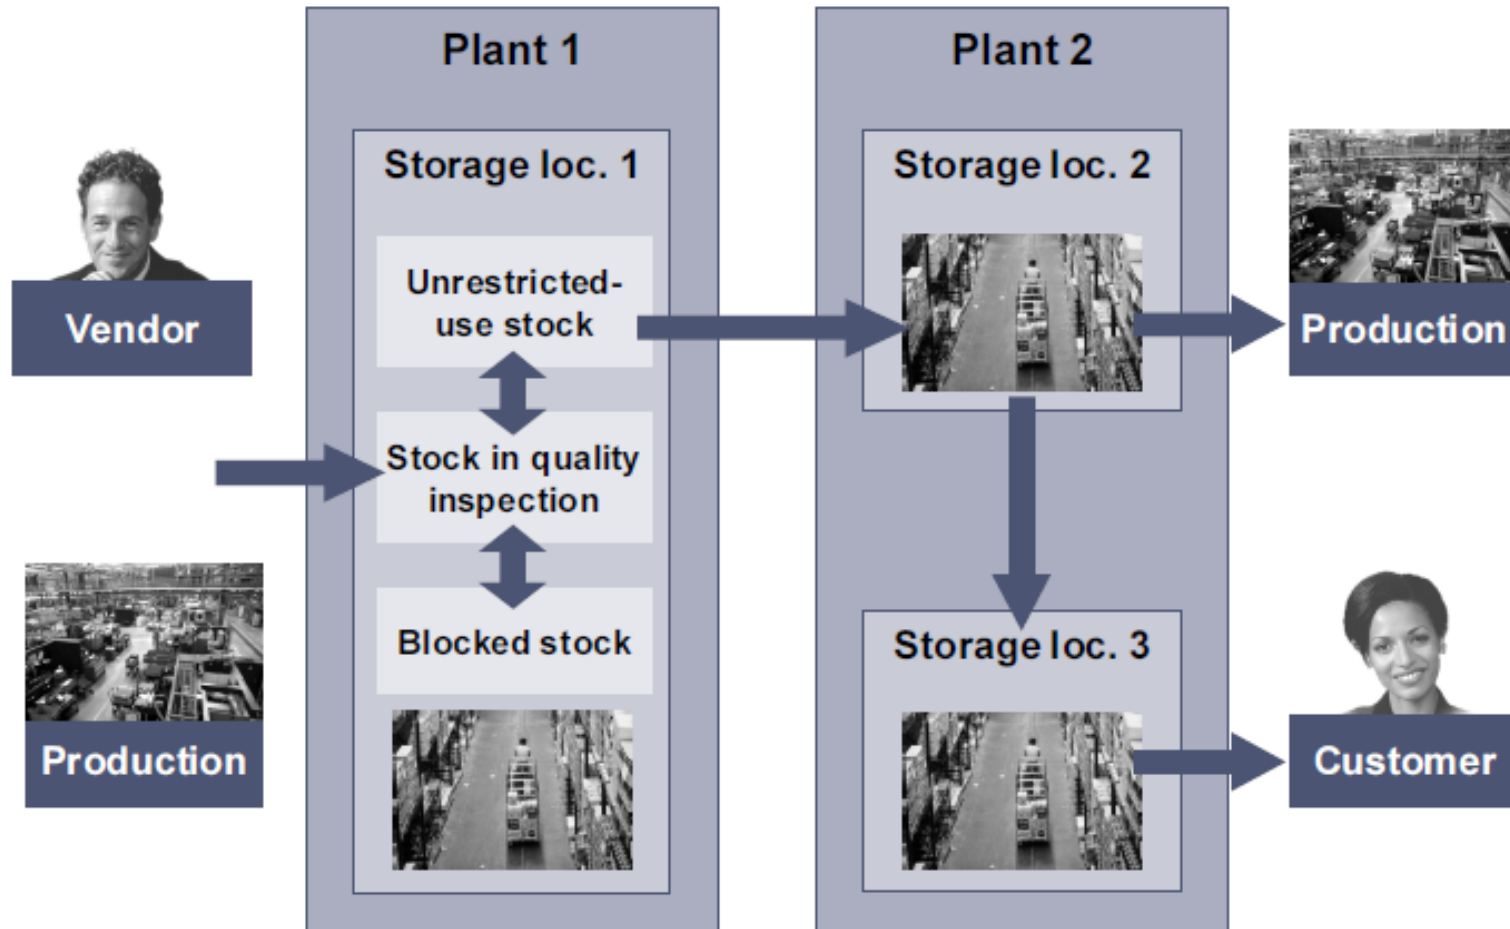 Plant 1
Plant 2
Storage loc. 1
Storage loc. 2
Unrestricted-
use stock
Vendor
Production
Stock in quality
inspection
Blocked stock
Storage loc. 3
Production
Customer